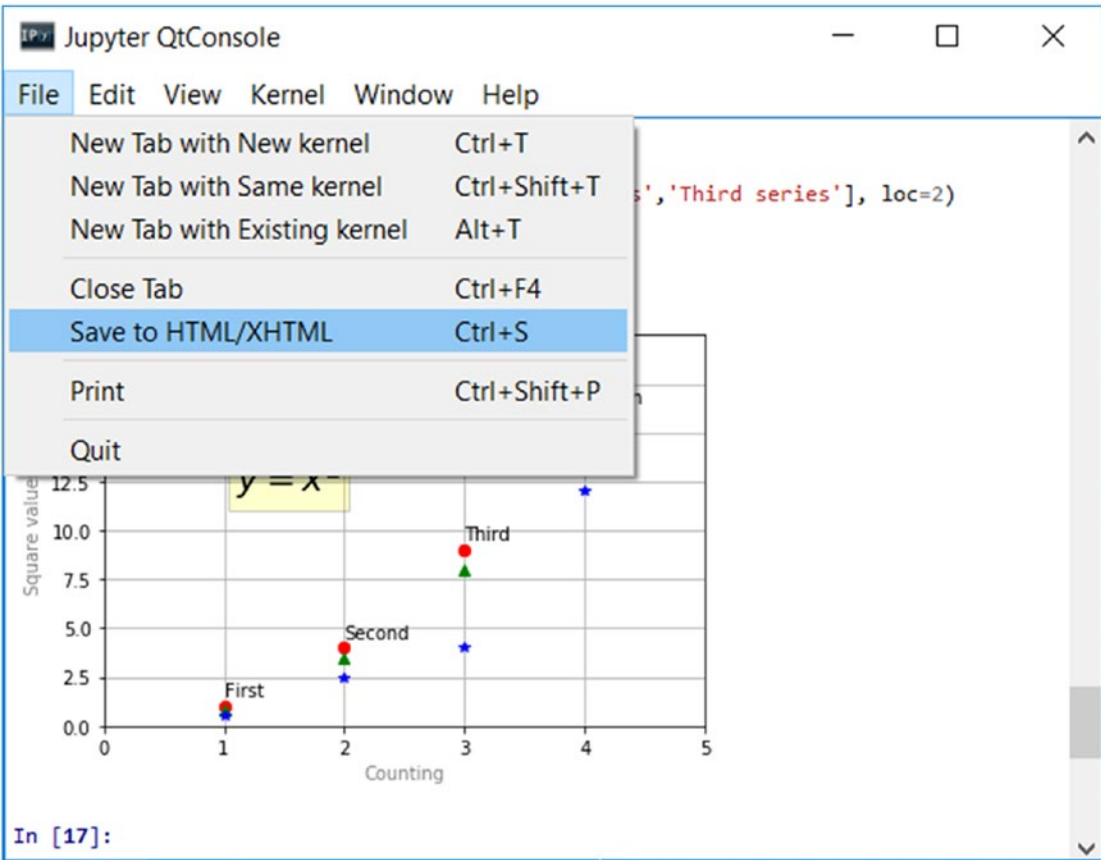 IPy Jupyter QtConsole
File Edit View Kernel Window Help
New Tab with New kernel Ctrl+T
New Tab with Same kernel Ctrl+Shift+T
s','Third series'], loc=2)
New Tab with Existing kernel Alt+T
Close Tab Ctrl+F4
Save to HTML/XHTML Ctrl+S
Print Ctrl+Shift+P
Quit
y = x
12.5
Square value
10.0
Third
7.5
5.0
Second
2.5
First
0.0
0 1 2 3 4 5
Counting
In [17]: